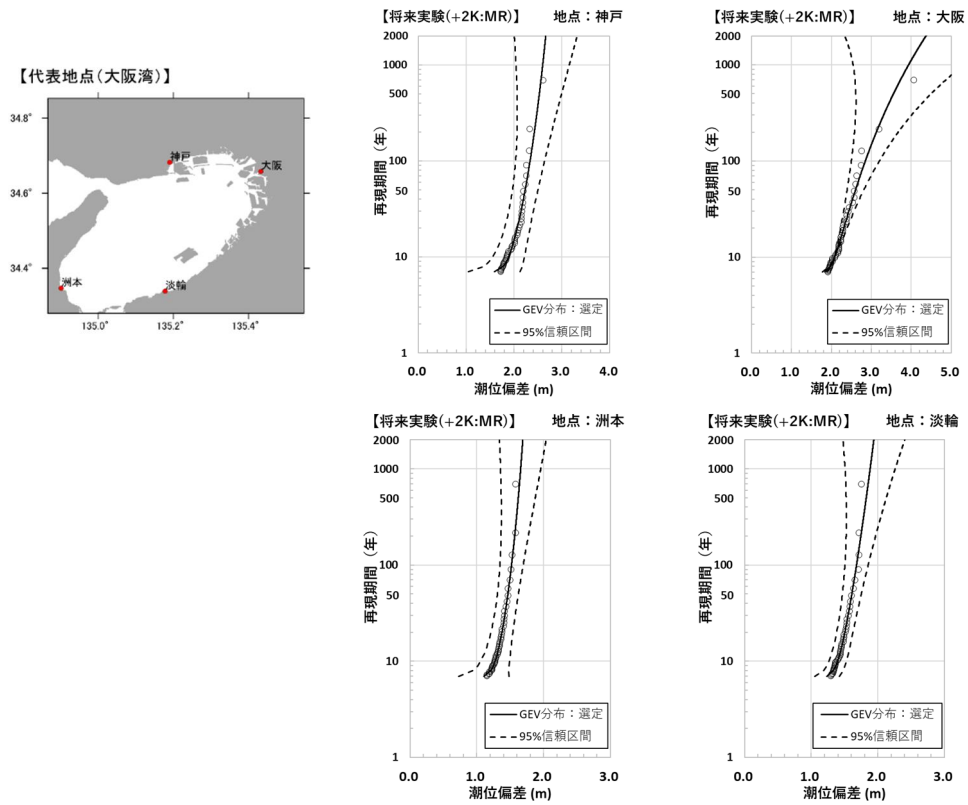 【代表地点(大阪湾)】
34.8°
34.6°
34.4°
135.0°
135.2°
135.4°
神戸
大阪
洲本
淡輪
【将来実験(+2K:MR)】 地点：神戸
再現期間（年）
2000
1000
500
100
50
10
1
GEV分布：選定
95%信頼区間
0.0 1.0 2.0 3.0 4.0
潮位偏差 (m)
【将来実験(+2K:MR)】 地点：大阪
再現期間（年）
2000
1000
500
100
50
10
1
GEV分布：選定
95%信頼区間
0.0 1.0 2.0 3.0 4.0 5.0
潮位偏差 (m)
【将来実験(+2K:MR)】 地点：洲本
再現期間（年）
2000
1000
500
100
50
10
1
GEV分布：選定
95%信頼区間
0.0 1.0 2.0 3.0
潮位偏差 (m)
【将来実験(+2K:MR)】 地点：淡輪
再現期間（年）
2000
1000
500
100
50
10
1
GEV分布：選定
95%信頼区間
0.0 1.0 2.0 3.0
潮位偏差 (m)